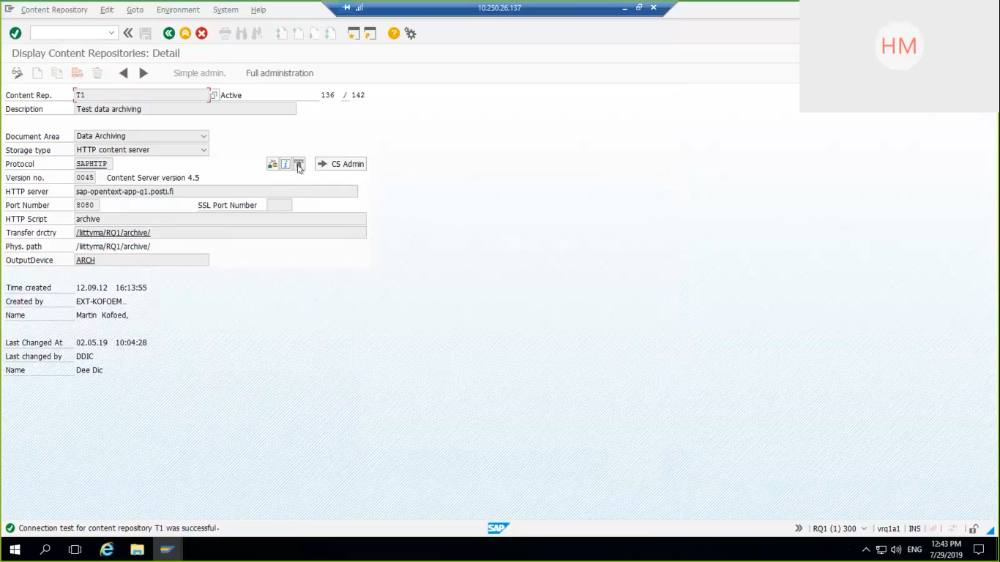 Content Repository Edit Goto Environment System Help
10.250.26.137
HM
Display Content Repositories: Detail
Simple admin. Full administration
Content Rep. T1 Active 136 / 142
Description Test data archiving
Document Area Data Archiving
Storage type HTTP content server
Protocol SAPHTTP CS Admin
Version no. 0045 Content Server version 4.5
HTTP server sap-opentext-app-q1.posti.fi
Port Number 8080 SSL Port Number
HTTP Script archive
Transfer drctry /liittyma/RQ1/archive/
Phys. path /liittyma/RQ1/archive/
OutputDevice ARCH
Time created 12.09.12 16:13:55
Created by EXT-KOFOEM…
Name Martin Kofoed,
Last Changed At 02.05.19 10:04:28
Last changed by DDIC
Name Dee Dic
Connection test for content repository T1 was successful.
SAP
RQ1 (1) 300 vrq1a1 INS
ENG
12:43 PM
7/29/2019